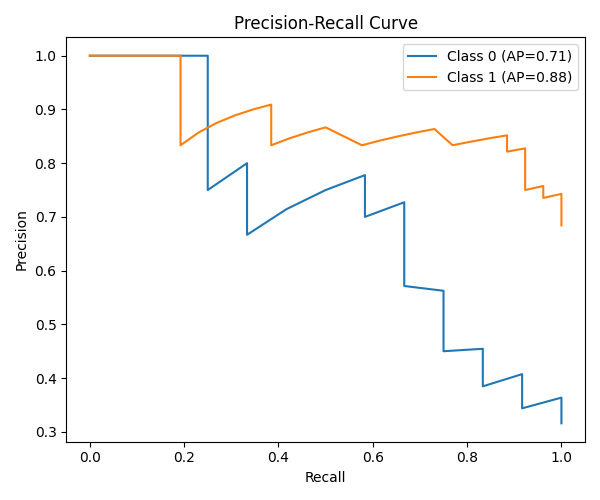 Precision-Recall Curve
Class 0 (AP=0.71)
Class 1 (AP=0.88)
Precision
1.0
0.9
0.8
0.7
0.6
0.5
0.4
0.3
0.0 0.2 0.4 0.6 0.8 1.0
Recall